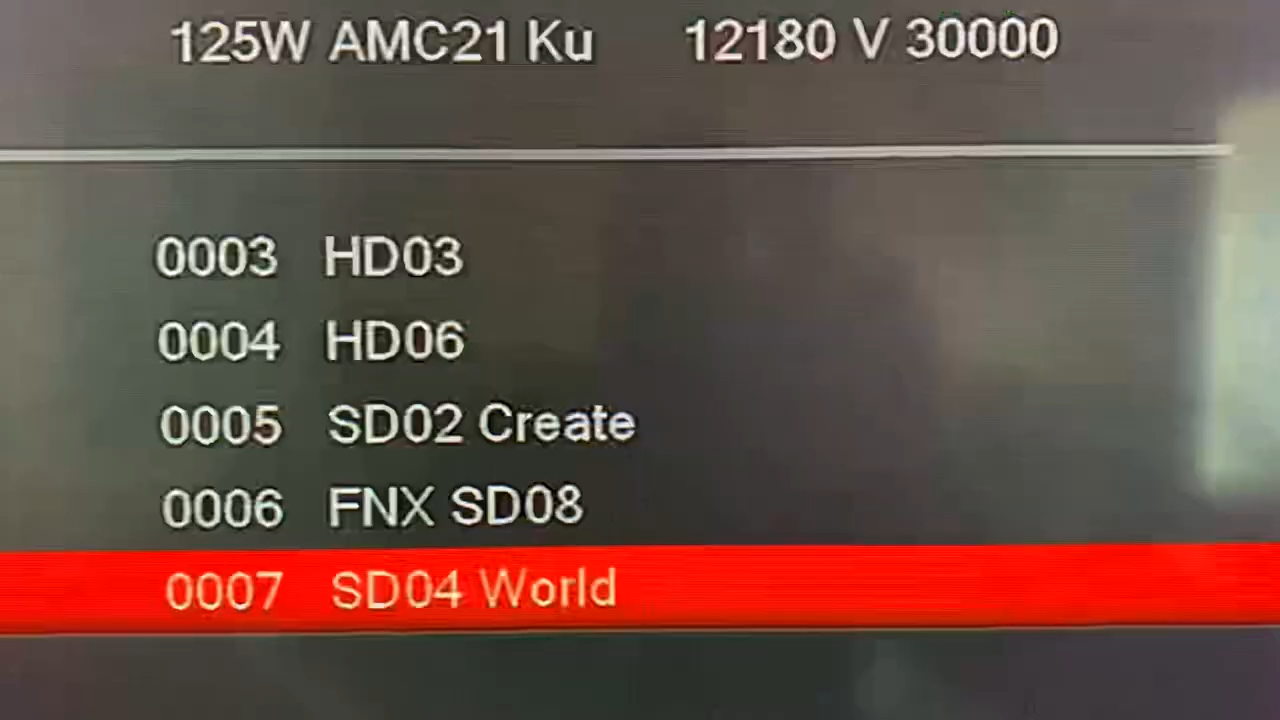 125W AMC21 Ku 12180 V 30000
0003 HD03
0004 HD06
0005 SD02 Create
0006 FNX SD08
0007 SD04 World